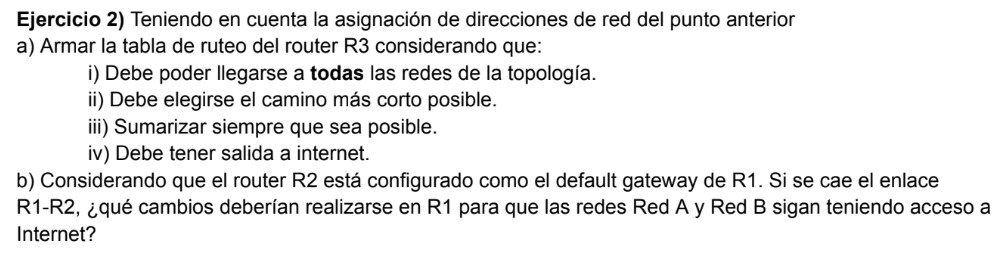 Ejercicio 2) Teniendo en cuenta la asignación de direcciones de red del punto anterior
a) Armar la tabla de ruteo del router R3 considerando que:
i) Debe poder llegarse a todas las redes de la topología.
ii) Debe elegirse el camino más corto posible.
iii) Sumarizar siempre que sea posible.
iv) Debe tener salida a internet.
b) Considerando que el router R2 está configurado como el default gateway de R1. Si se cae el enlace
R1-R2, ¿qué cambios deberían realizarse en R1 para que las redes Red A y Red B sigan teniendo acceso a
Internet?